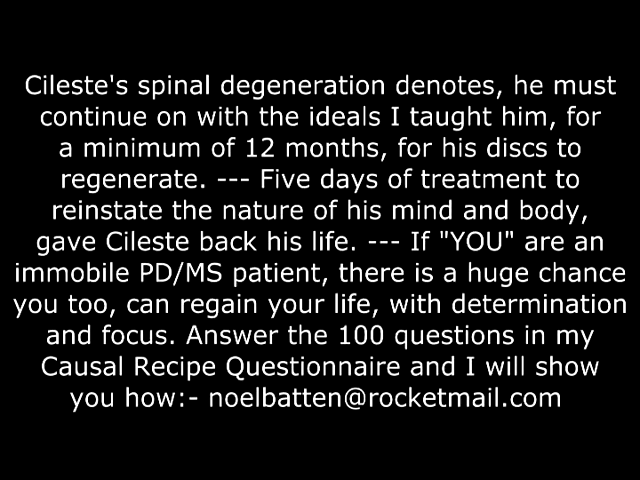 Cileste's spinal degeneration denotes, he must
continue on with the ideals I taught him, for
a minimum of 12 months, for his discs to
regenerate. --- Five days of treatment to
reinstate the nature of his mind and body,
gave Cileste back his life. --- If "YOU" are an
immobile PD/MS patient, there is a huge chance
you too, can regain your life, with determination
and focus. Answer the 100 questions in my
Causal Recipe Questionnaire and I will show
you how:- noelbatten@rocketmail.com